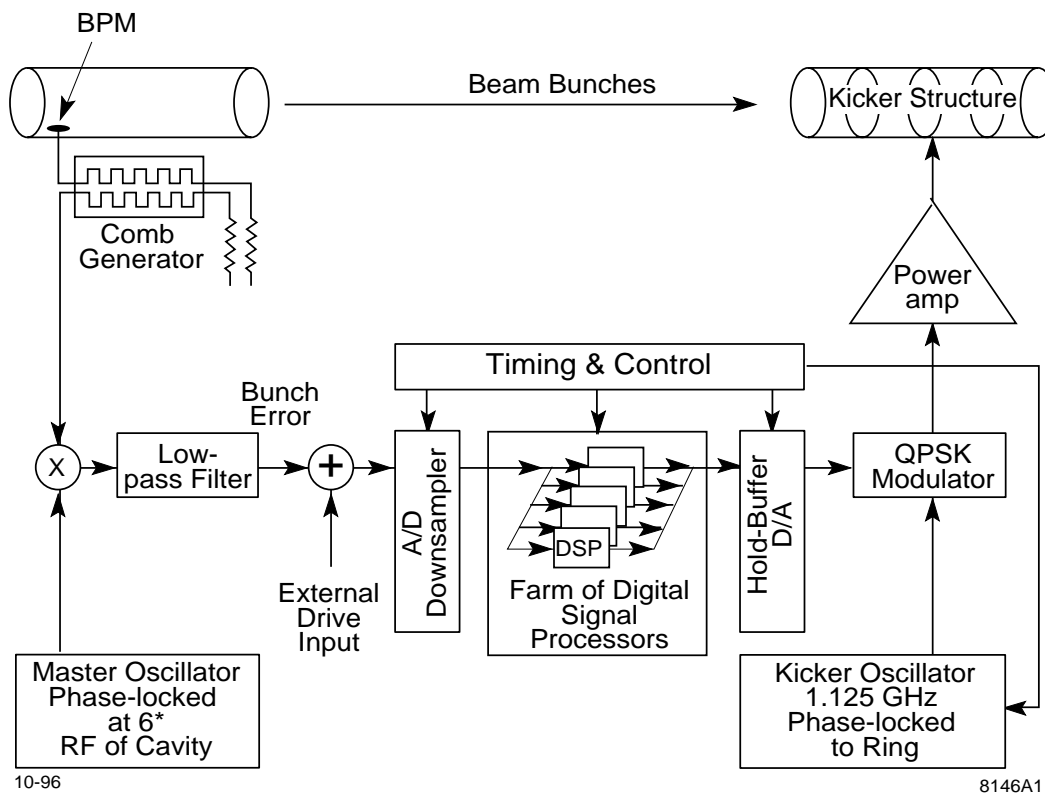 BPM
Beam Bunches
Kicker Structure
Comb
Generator
Power
amp
Timing & Control
Bunch
Error
X
Low-
pass Filter
+
A/D
Downsampler
DSP
Farm of Digital
Signal
Processors
Hold-Buffer
D/A
QPSK
Modulator
External
Drive
Input
Master Oscillator
Phase-locked
at 6*
RF of Cavity
Kicker Oscillator
1.125 GHz
Phase-locked
to Ring
10-96
8146A1